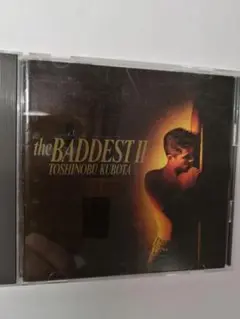 the BADDEST II
TOSHINOBU KUBOTA